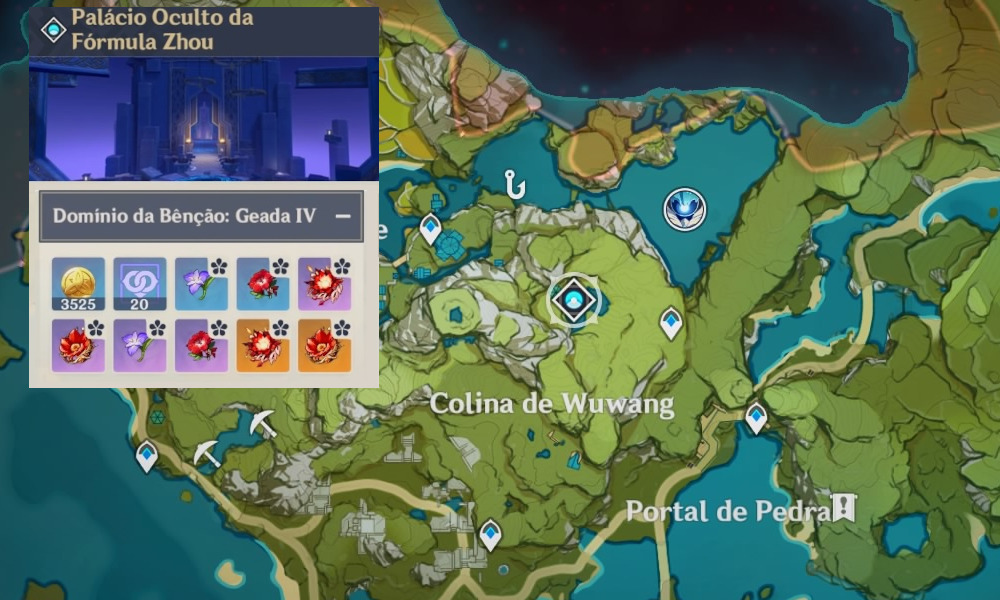 Palácio Oculto da
Fórmula Zhou
Domínio da Bênção: Geada IV
3525
20
e
Colina de Wuwang
Portal de Pedra